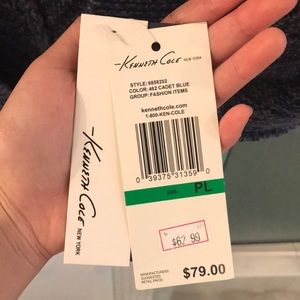 Kenneth Cole NEW YORK
STYLE: 6858202
COLOR: 462 CADET BLUE
GROUP: FASHION ITEMS
kennethcole.com
1-800-KEN-COLE
0 39375 31359 0
SIZE PL
$62.99
MANUFACTURERS
SUGGESTED
RETAIL PRICE
$79.00
Kenneth Cole NEW YORK